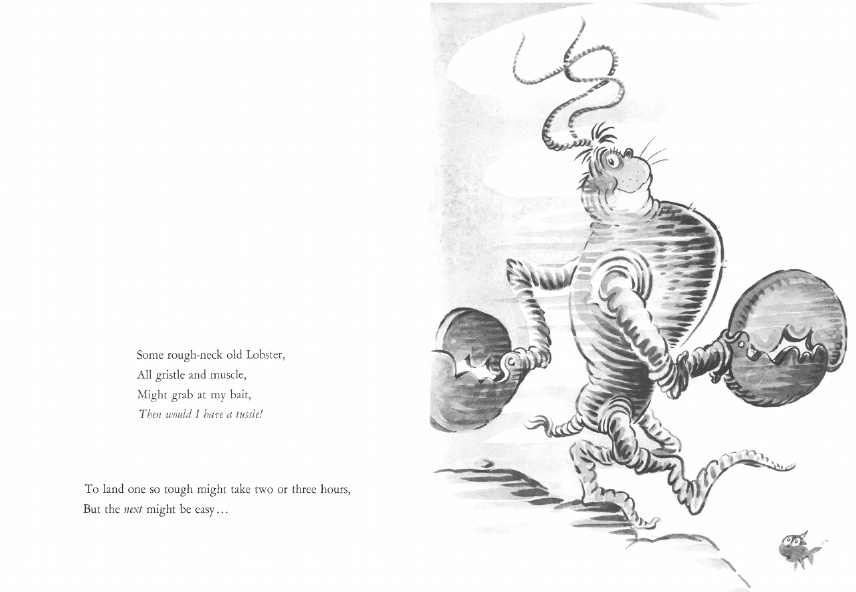 Some rough-neck old Lobster,
All gristle and muscle,
Might grab at my bait,
Then would I have a tussle!
To land one so tough might take two or three hours,
But the next might be easy...